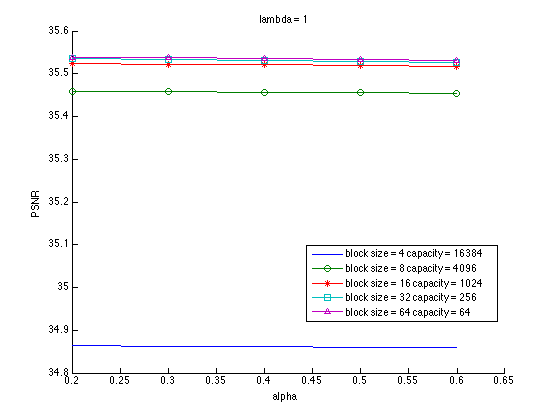 lambda = 1
35.6
35.5
35.4
35.3
35.2
35.1
35
34.9
34.8
PSNR
block size = 4 capacity = 16384
block size = 8 capacity = 4096
block size = 16 capacity = 1024
block size = 32 capacity = 256
block size = 64 capacity = 64
0.2 0.25 0.3 0.35 0.4 0.45 0.5 0.55 0.6 0.65
alpha